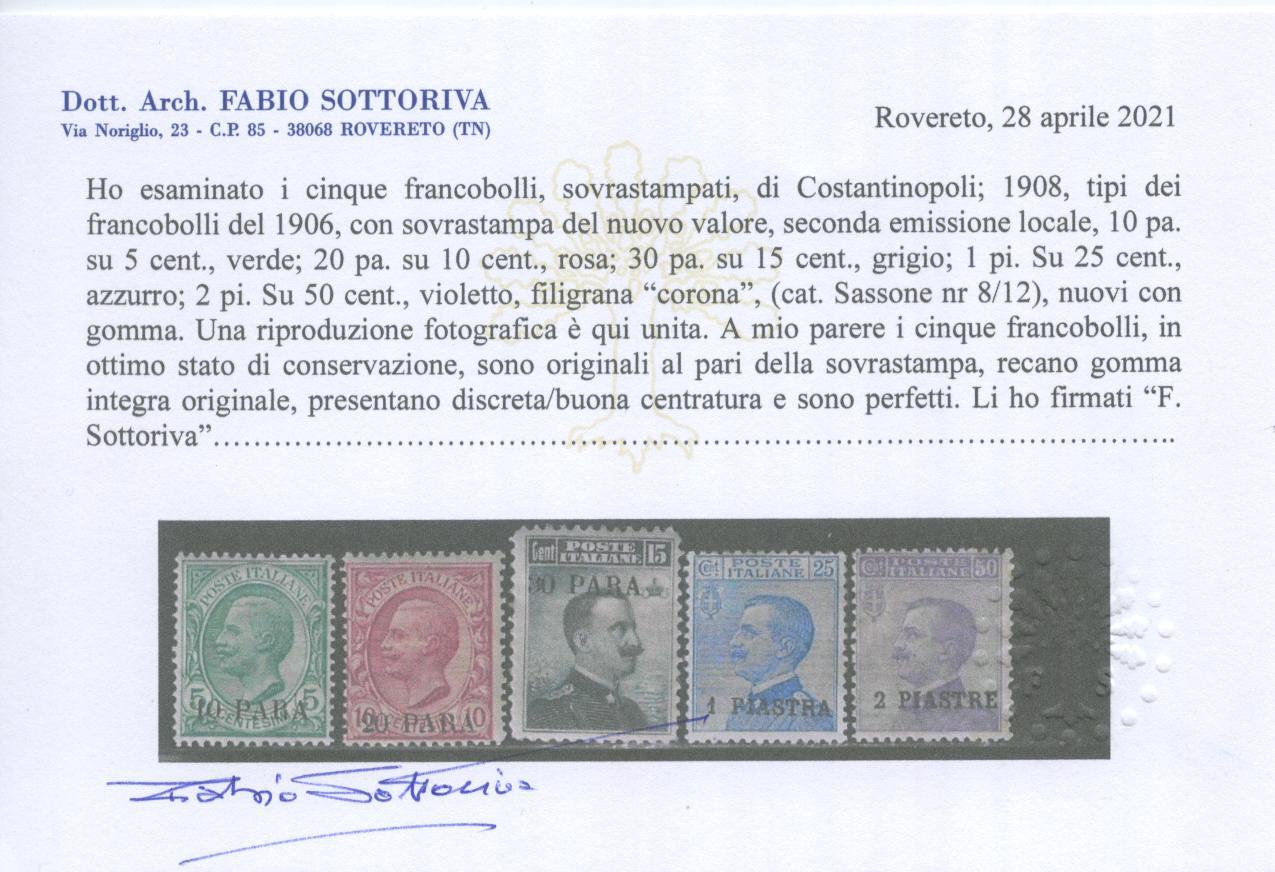 Dott. Arch. FABIO SOTTORIVA
Via Noriglio, 23 - C.P. 85 - 38068 ROVERETO (TN)
Rovereto, 28 aprile 2021
Ho esaminato i cinque francobolli, sovrastampati, di Costantinopoli; 1908, tipi dei
francobolli del 1906, con sovrastampa del nuovo valore, seconda emissione locale, 10 pa.
su 5 cent., verde; 20 pa. su 10 cent., rosa; 30 pa. su 15 cent., grigio; 1 pi. Su 25 cent.,
azzurro; 2 pi. Su 50 cent., violetto, filigrana “corona”, (cat. Sassone nr 8/12), nuovi con
gomma. Una riproduzione fotografica è qui unita. A mio parere i cinque francobolli, in
ottimo stato di conservazione, sono originali al pari della sovrastampa, recano gomma
integra originale, presentano discreta/buona centratura e sono perfetti. Li ho firmati “F.
Sottoriva”……………………………………………………………………………………..
POSTE ITALIANE
5 5
CENTESIMI
10 PARA
POSTE ITALIANE
10 10
20 PARA
Cent POSTE ITALIANE 15
30 PARA
Cent POSTE ITALIANE 25
1 PIASTRA
Cent POSTE ITALIANE 50
2 PIASTRE
Fabio Sottoriva